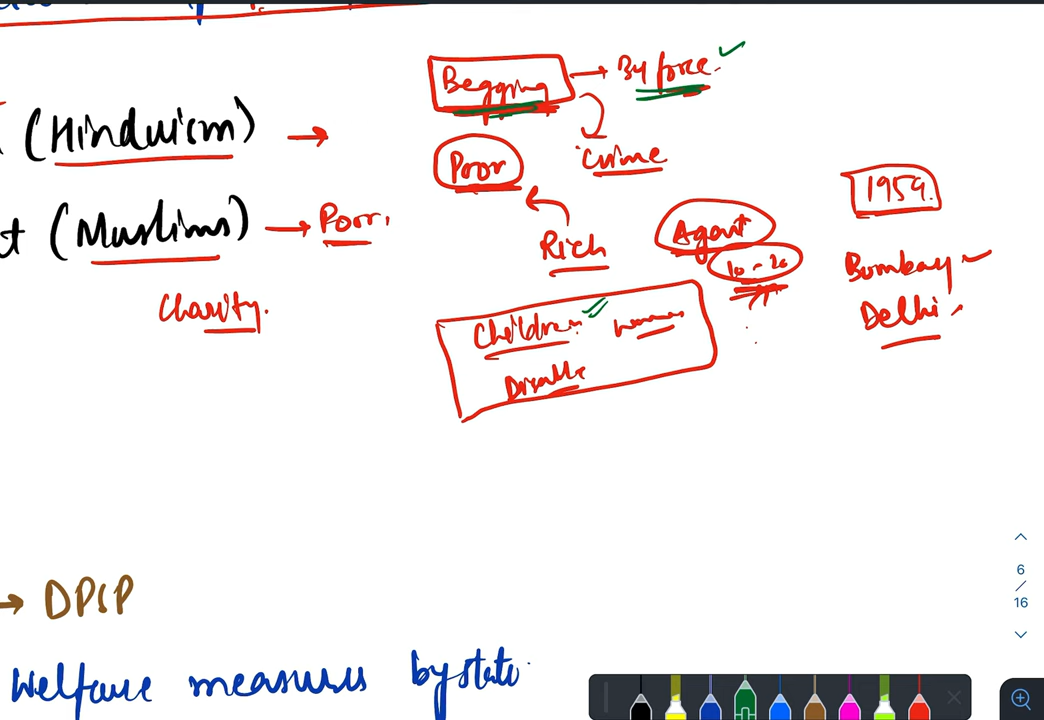 Begging → By force. ✓
(Hinduism) →
Poor
Crime
1959.
t (Muslims) → Poor.
Rich
Agent
10 - 20
Bombay
Charity.
Children women
Delhi
Disable
→ DPSP
Welfare measures by state
6
/
16